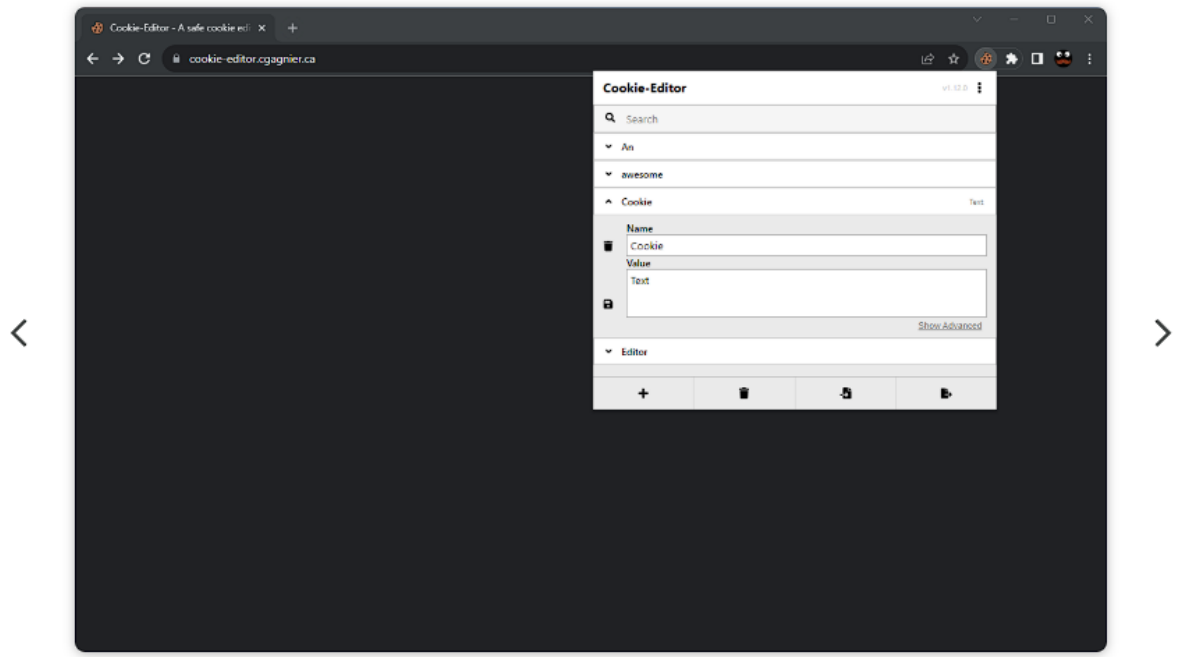 Cookie-Editor - A safe cookie edi
cookie-editor.cgagnier.ca
Cookie-Editor
Search
An
awesome
Cookie Text
Name
Cookie
Value
Text
Show Advanced
Editor